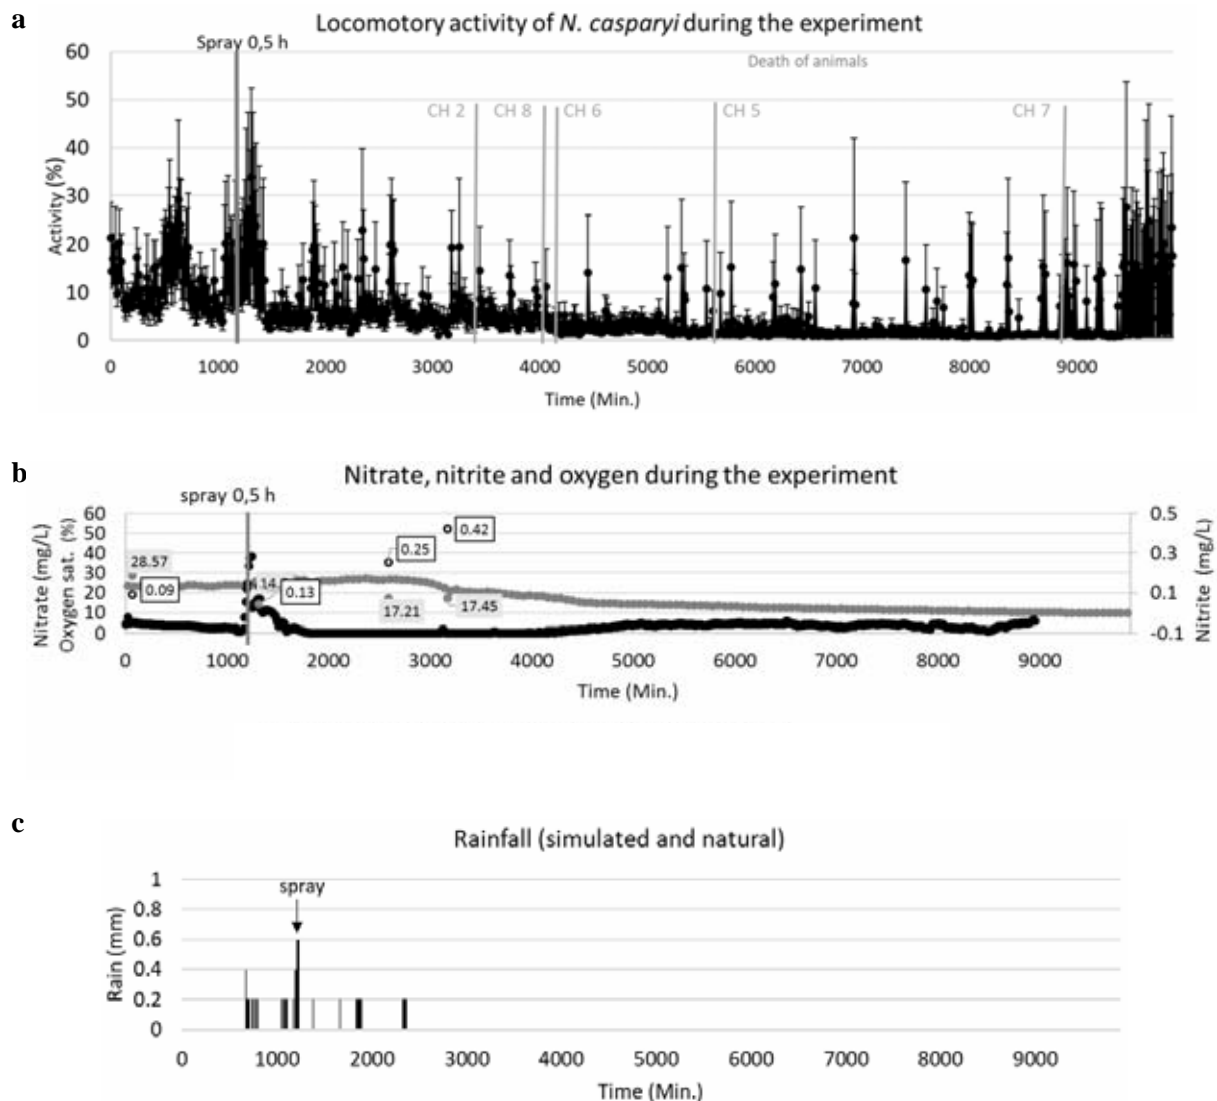 a
Locomotory activity of N. casparyi during the experiment
Spray 0,5 h
Death of animals
CH 2 CH 8 CH 6 CH 5 CH 7
60
50
40
30
20
10
0
Activity (%)
0 1000 2000 3000 4000 5000 6000 7000 8000 9000
Time (Min.)
b
Nitrate, nitrite and oxygen during the experiment
spray 0,5 h
Nitrate (mg/L)
Oxygen sat. (%)
60
50
40
30
20
10
0
28.57
0.09
0.13
0.25
0.42
17.21
17.45
0.5
0.3
0.1
-0.1
Nitrite (mg/L)
0 1000 2000 3000 4000 5000 6000 7000 8000 9000
Time (Min.)
c
Rainfall (simulated and natural)
spray
1
0.8
0.6
0.4
0.2
0
Rain (mm)
0 1000 2000 3000 4000 5000 6000 7000 8000 9000
Time (Min.)